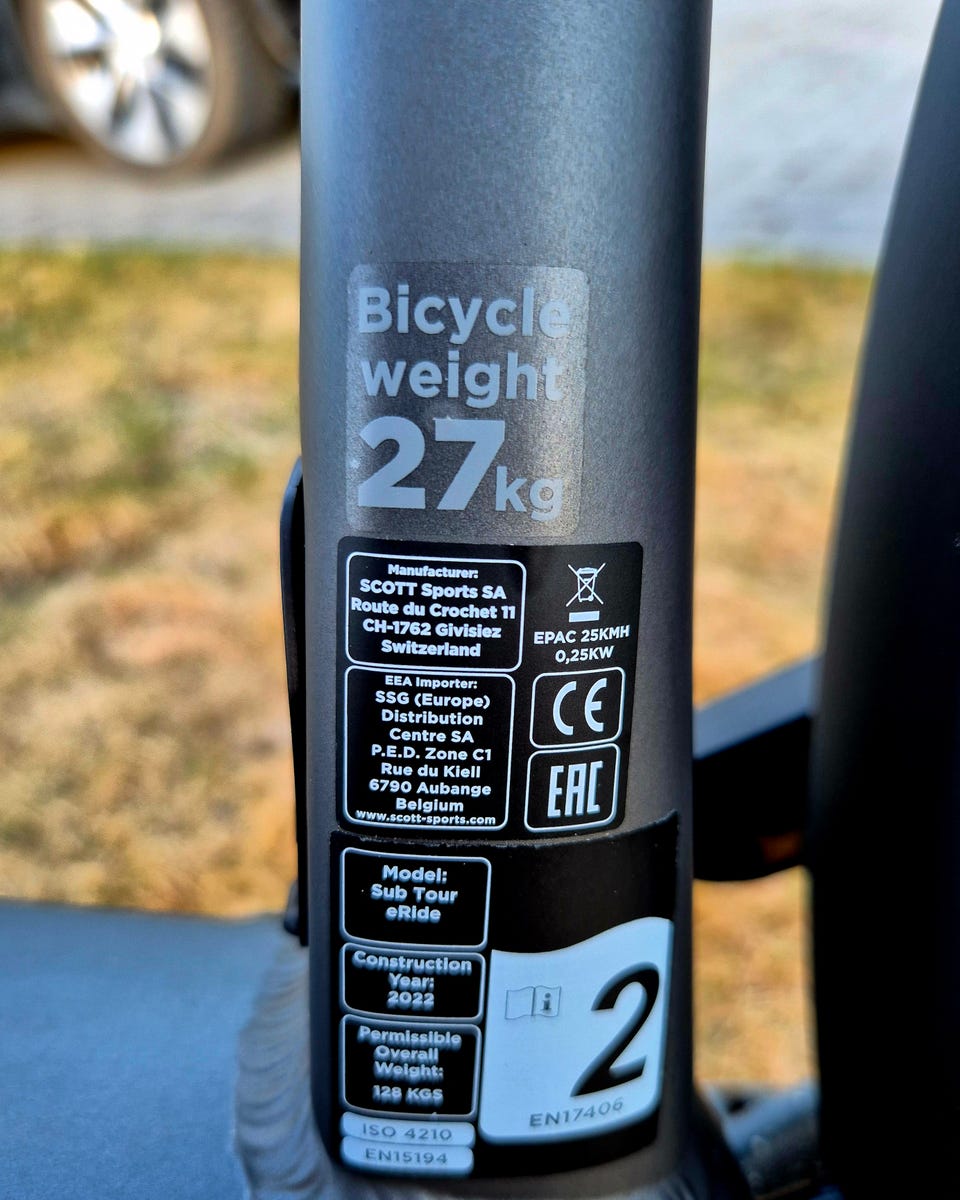 Bicycle
weight
27kg
Manufacturer:
SCOTT Sports SA
Route du Crochet 11
CH-1762 Givisiez
Switzerland
EPAC 25KMH
0,25KW
EEA Importer:
SSG (Europe)
Distribution
Centre SA
P.E.D. Zone C1
Rue du Kiell
6790 Aubange
Belgium
www.scott-sports.com
CE
EAC
Model:
Sub Tour
eRide
Construction
Year:
2022
Permissible
Overall
Weight:
128 KGS
ISO 4210
EN15194
i
2
EN17406